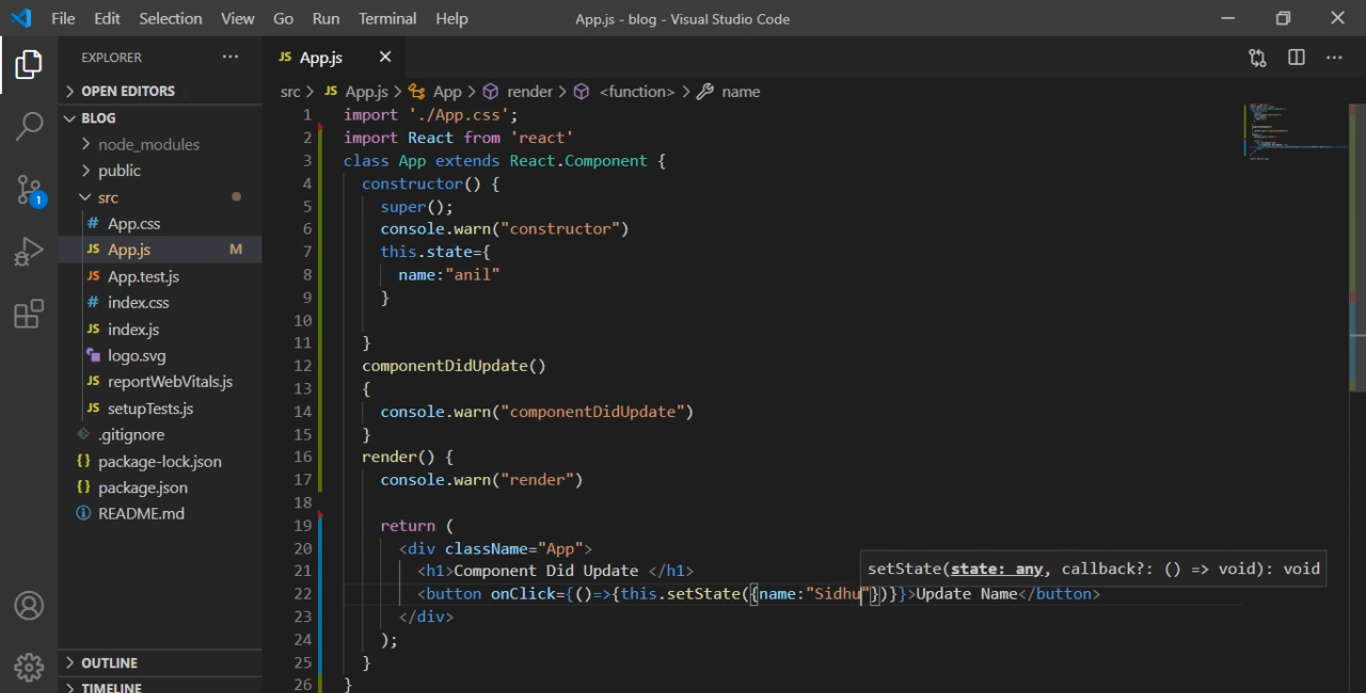 File Edit Selection View Go Run Terminal Help App.js - blog - Visual Studio Code
EXPLORER ···
OPEN EDITORS
BLOG
node_modules
public
src
# App.css
JS App.js M
JS App.test.js
# index.css
JS index.js
logo.svg
JS reportWebVitals.js
JS setupTests.js
.gitignore
{} package-lock.json
{} package.json
README.md
OUTLINE
TIMELINE
1
JS App.js
src > JS App.js > App > render > <function> > name
1 import './App.css';
2 import React from 'react'
3 class App extends React.Component {
4 constructor() {
5 super();
6 console.warn("constructor")
7 this.state={
8 name:"anil"
9 }
10
11 }
12 componentDidUpdate()
13 {
14 console.warn("componentDidUpdate")
15 }
16 render() {
17 console.warn("render")
18
19 return (
20 <div className="App">
21 <h1>Component Did Update </h1>
setState(state: any, callback?: () => void): void
22 <button onClick={()=>{this.setState({name:"Sidhu"})}}>Update Name</button>
23 </div>
24 );
25 }
26 }